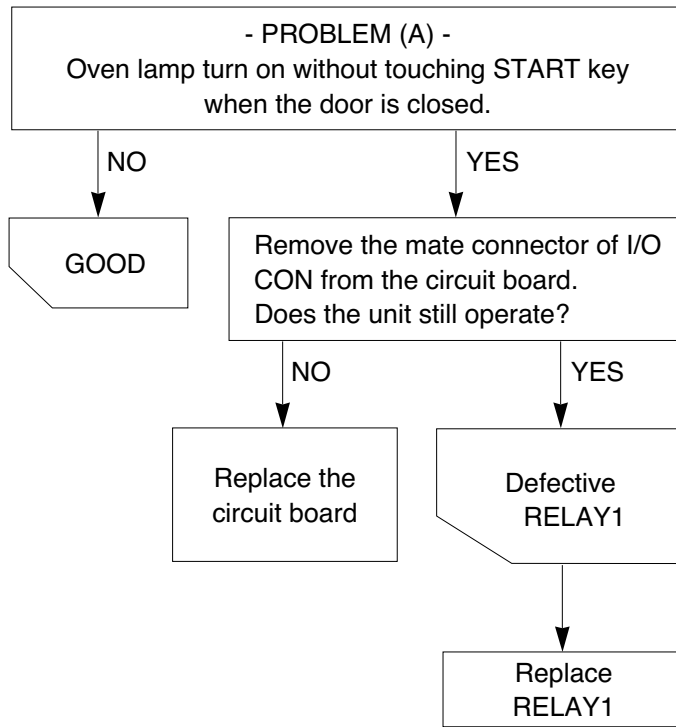 - PROBLEM (A) -
Oven lamp turn on without touching START key
when the door is closed.
NO
YES
GOOD
Remove the mate connector of I/O
CON from the circuit board.
Does the unit still operate?
NO
YES
Replace the
circuit board
Defective
RELAY1
Replace
RELAY1